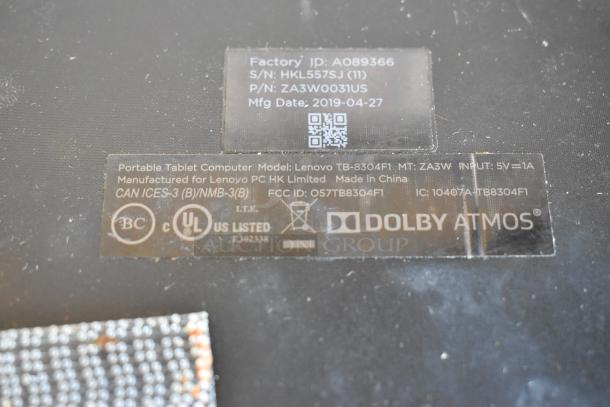 Factory ID: A089366
S/N: HKL557SJ (11)
P/N: ZA3W0031US
Mfg Date, 2019-04-27
Portable Tablet Computer Model: Lenovo TB-8304F1 MT: ZA3W INPUT: 5V⎓1A
Manufactured for Lenovo PC HK Limited Made in China
CAN ICES-3 (B)/NMB-3(B) FCC ID: O57TB8304F1 IC: 10407A-TB8304F1
BC C UL US LISTED I.T.E. DOLBY ATMOS®
E302338
GROUP